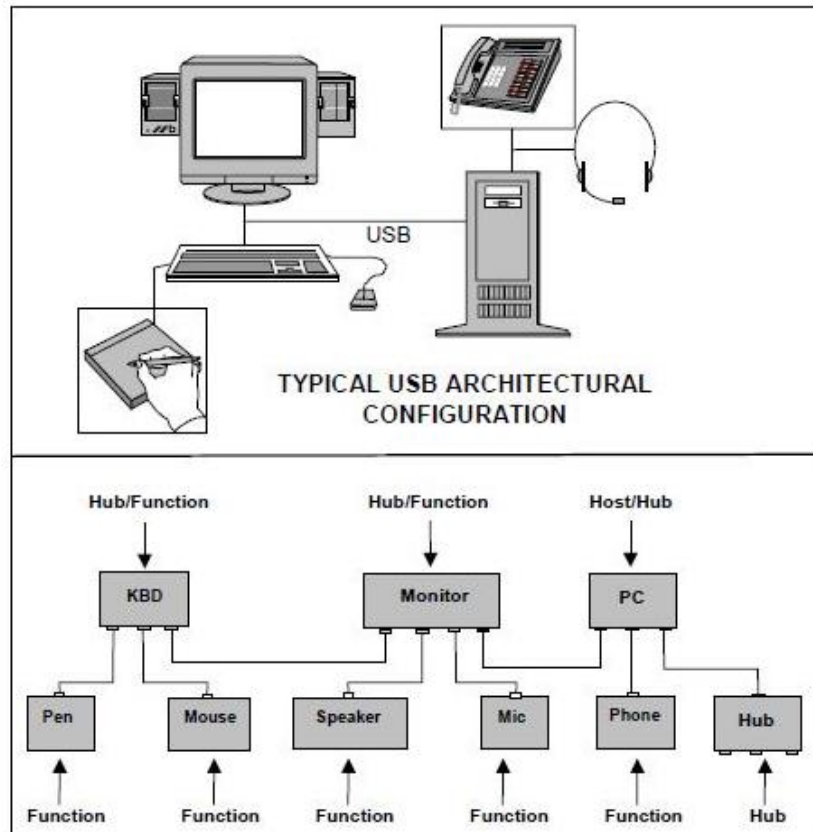 USB
TYPICAL USB ARCHITECTURAL
CONFIGURATION
Hub/Function Hub/Function Host/Hub
KBD Monitor PC
Pen Mouse Speaker Mic Phone Hub
Function Function Function Function Function Hub